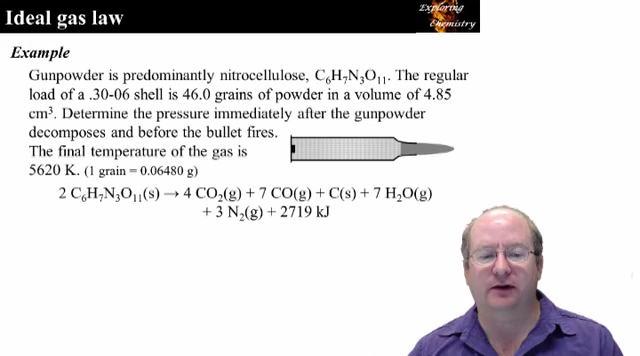 Ideal gas law
Exploring
Chemistry
Example
Gunpowder is predominantly nitrocellulose, C₆H₇N₃O₁₁. The regular
load of a .30-06 shell is 46.0 grains of powder in a volume of 4.85
cm³. Determine the pressure immediately after the gunpowder
decomposes and before the bullet fires.
The final temperature of the gas is
5620 K. (1 grain = 0.06480 g)
2 C₆H₇N₃O₁₁(s) → 4 CO₂(g) + 7 CO(g) + C(s) + 7 H₂O(g)
+ 3 N₂(g) + 2719 kJ